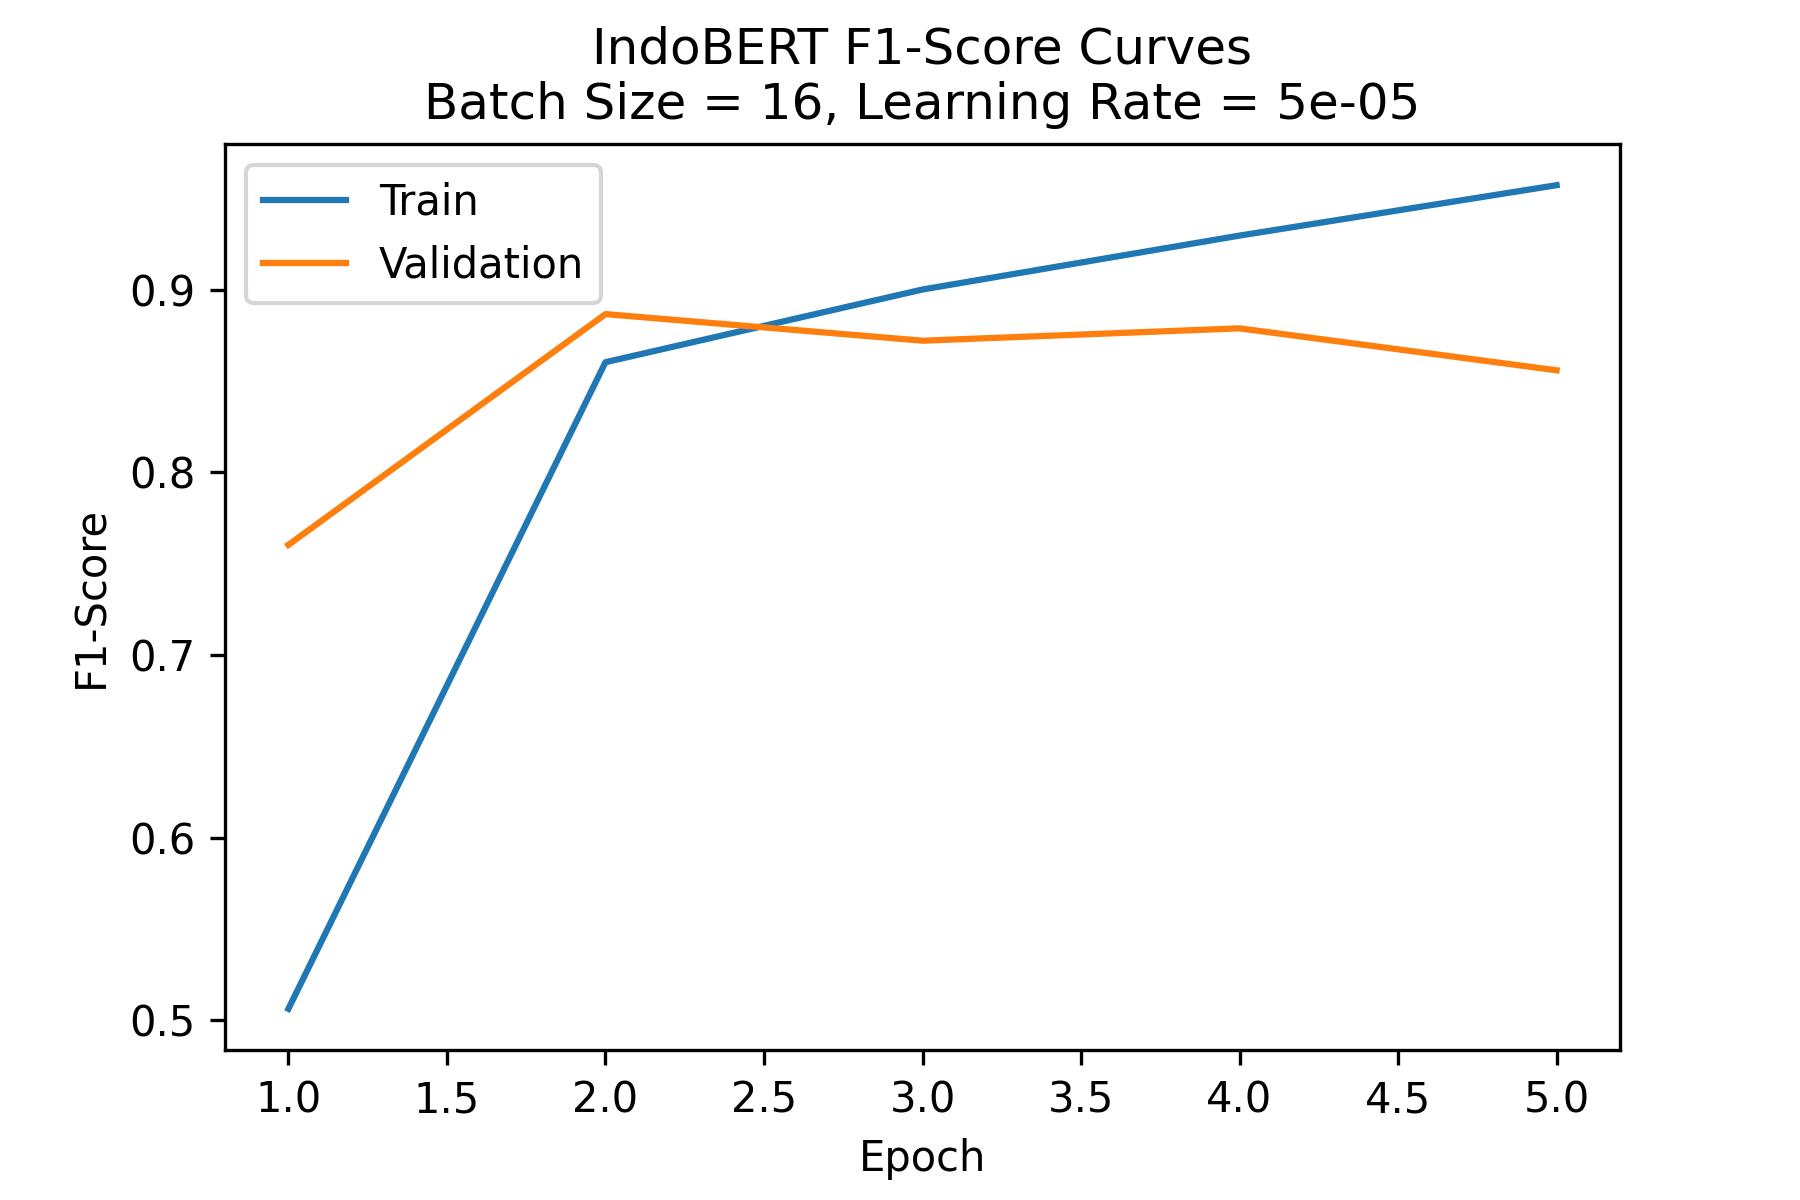 IndoBERT F1-Score Curves
Batch Size = 16, Learning Rate = 5e-05
Train
Validation
0.9
0.8
0.7
0.6
0.5
F1-Score
1.0 1.5 2.0 2.5 3.0 3.5 4.0 4.5 5.0
Epoch